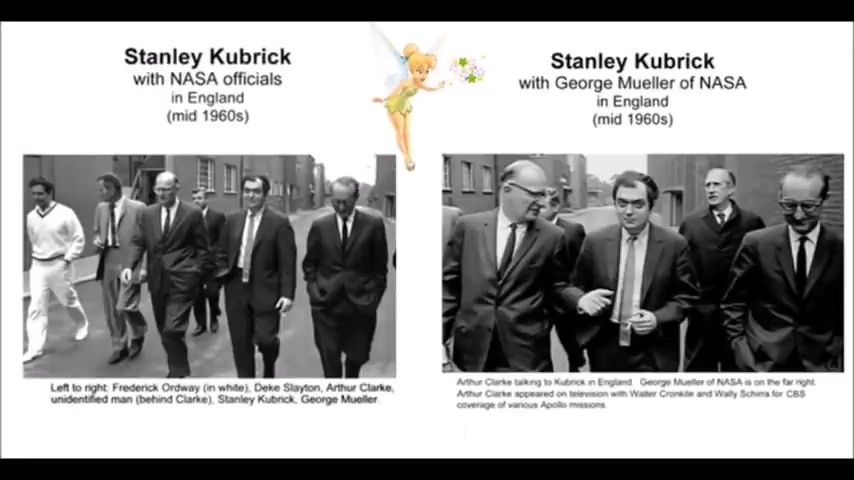 Stanley Kubrick
with NASA officials
in England
(mid 1960s)
Left to right: Frederick Ordway (in white), Deke Slayton, Arthur Clarke,
unidentified man (behind Clarke), Stanley Kubrick, George Mueller.
Stanley Kubrick
with George Mueller of NASA
in England
(mid 1960s)
Arthur Clarke talking to Kubrick in England. George Mueller of NASA is on the far right.
Arthur Clarke appeared on television with Walter Cronkite and Wally Schirra for CBS
coverage of various Apollo missions